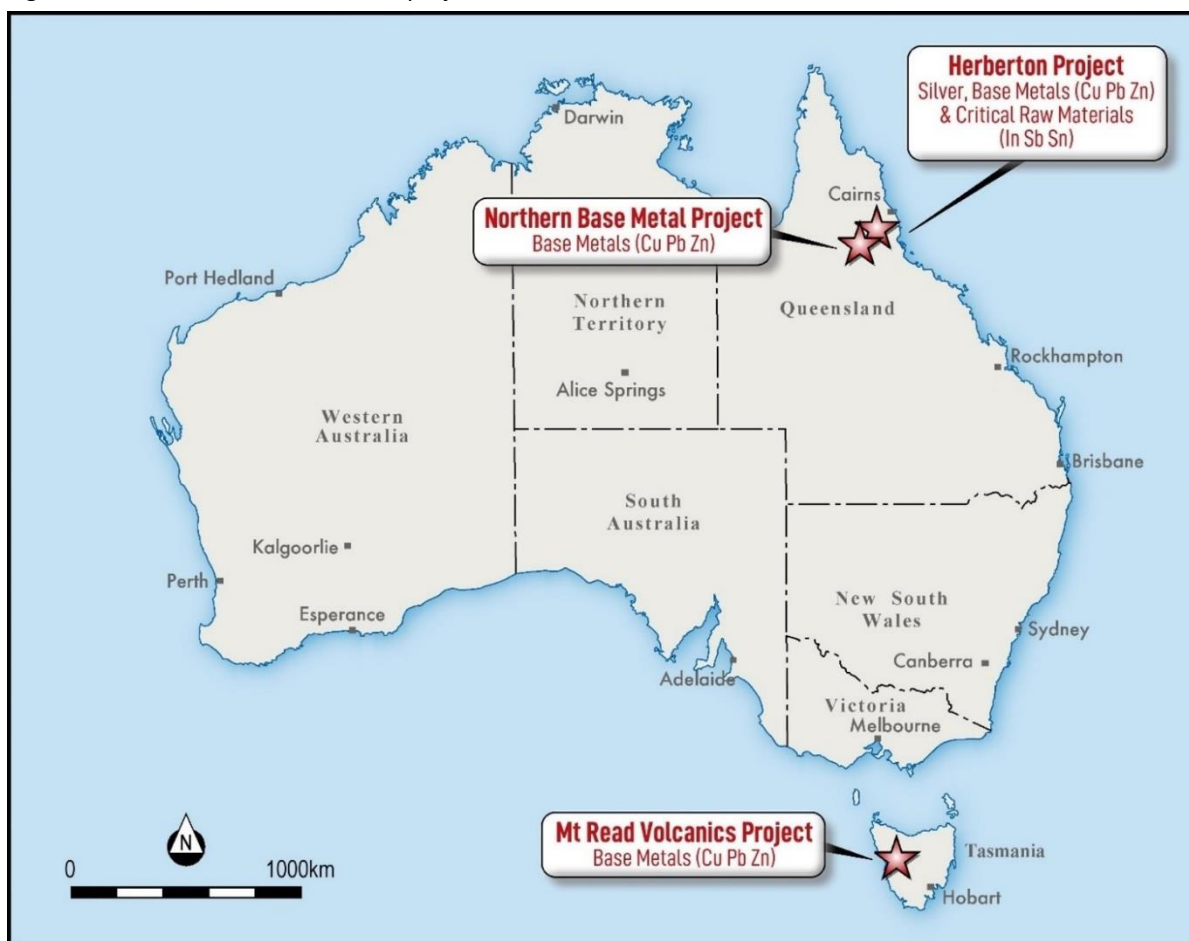 Herberton Project
Silver, Base Metals (Cu Pb Zn)
& Critical Raw Materials
(In Sb Sn)
Darwin
Cairns
Northern Base Metal Project
Base Metals (Cu Pb Zn)
Port Hedland
Northern
Territory
Queensland
Alice Springs
Rockhampton
Western
Australia
Brisbane
South
Australia
Kalgoorlie
Perth
Esperance
New South
Wales
Sydney
Canberra
Adelaide
Victoria
Melbourne
Mt Read Volcanics Project
Base Metals (Cu Pb Zn)
Tasmania
Hobart
N
0
1000km